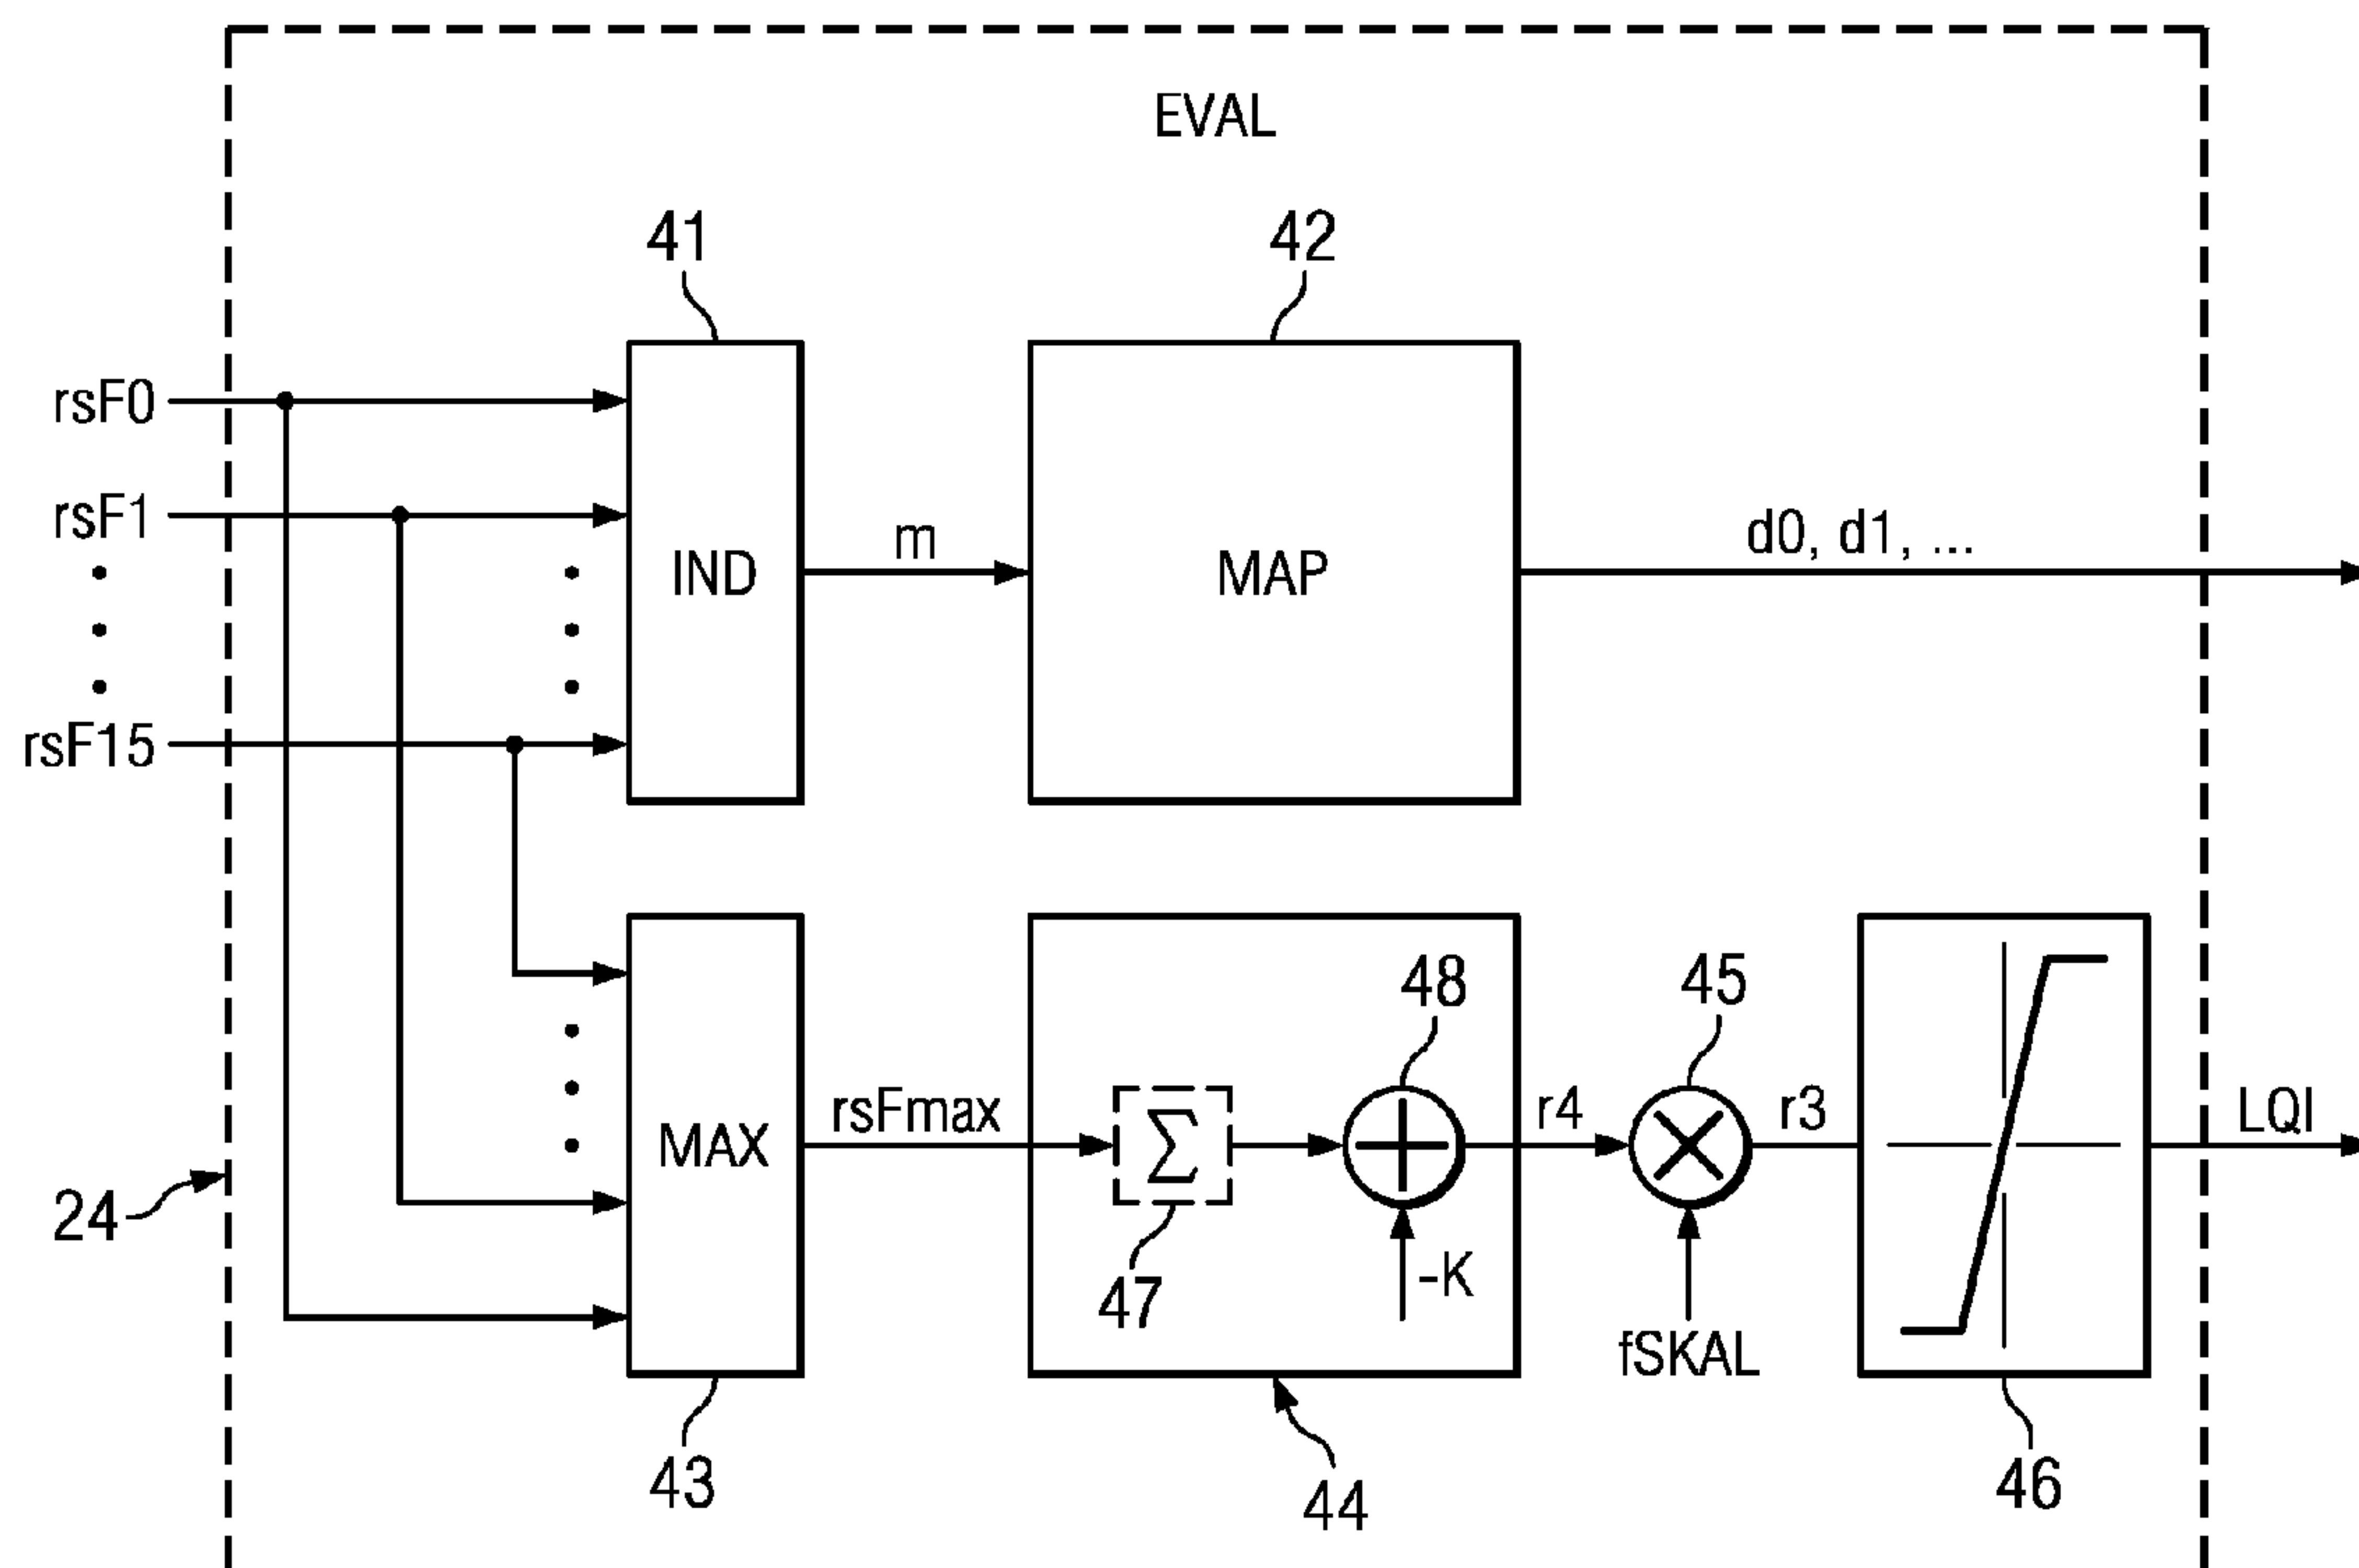 EVAL
41
42
rsF0
rsF1
rsF15
IND
m
MAP
d0, d1, ...
MAX
rsFmax
Σ
47
48
-K
r4
45
fSKAL
r3
LQI
24
43
44
46